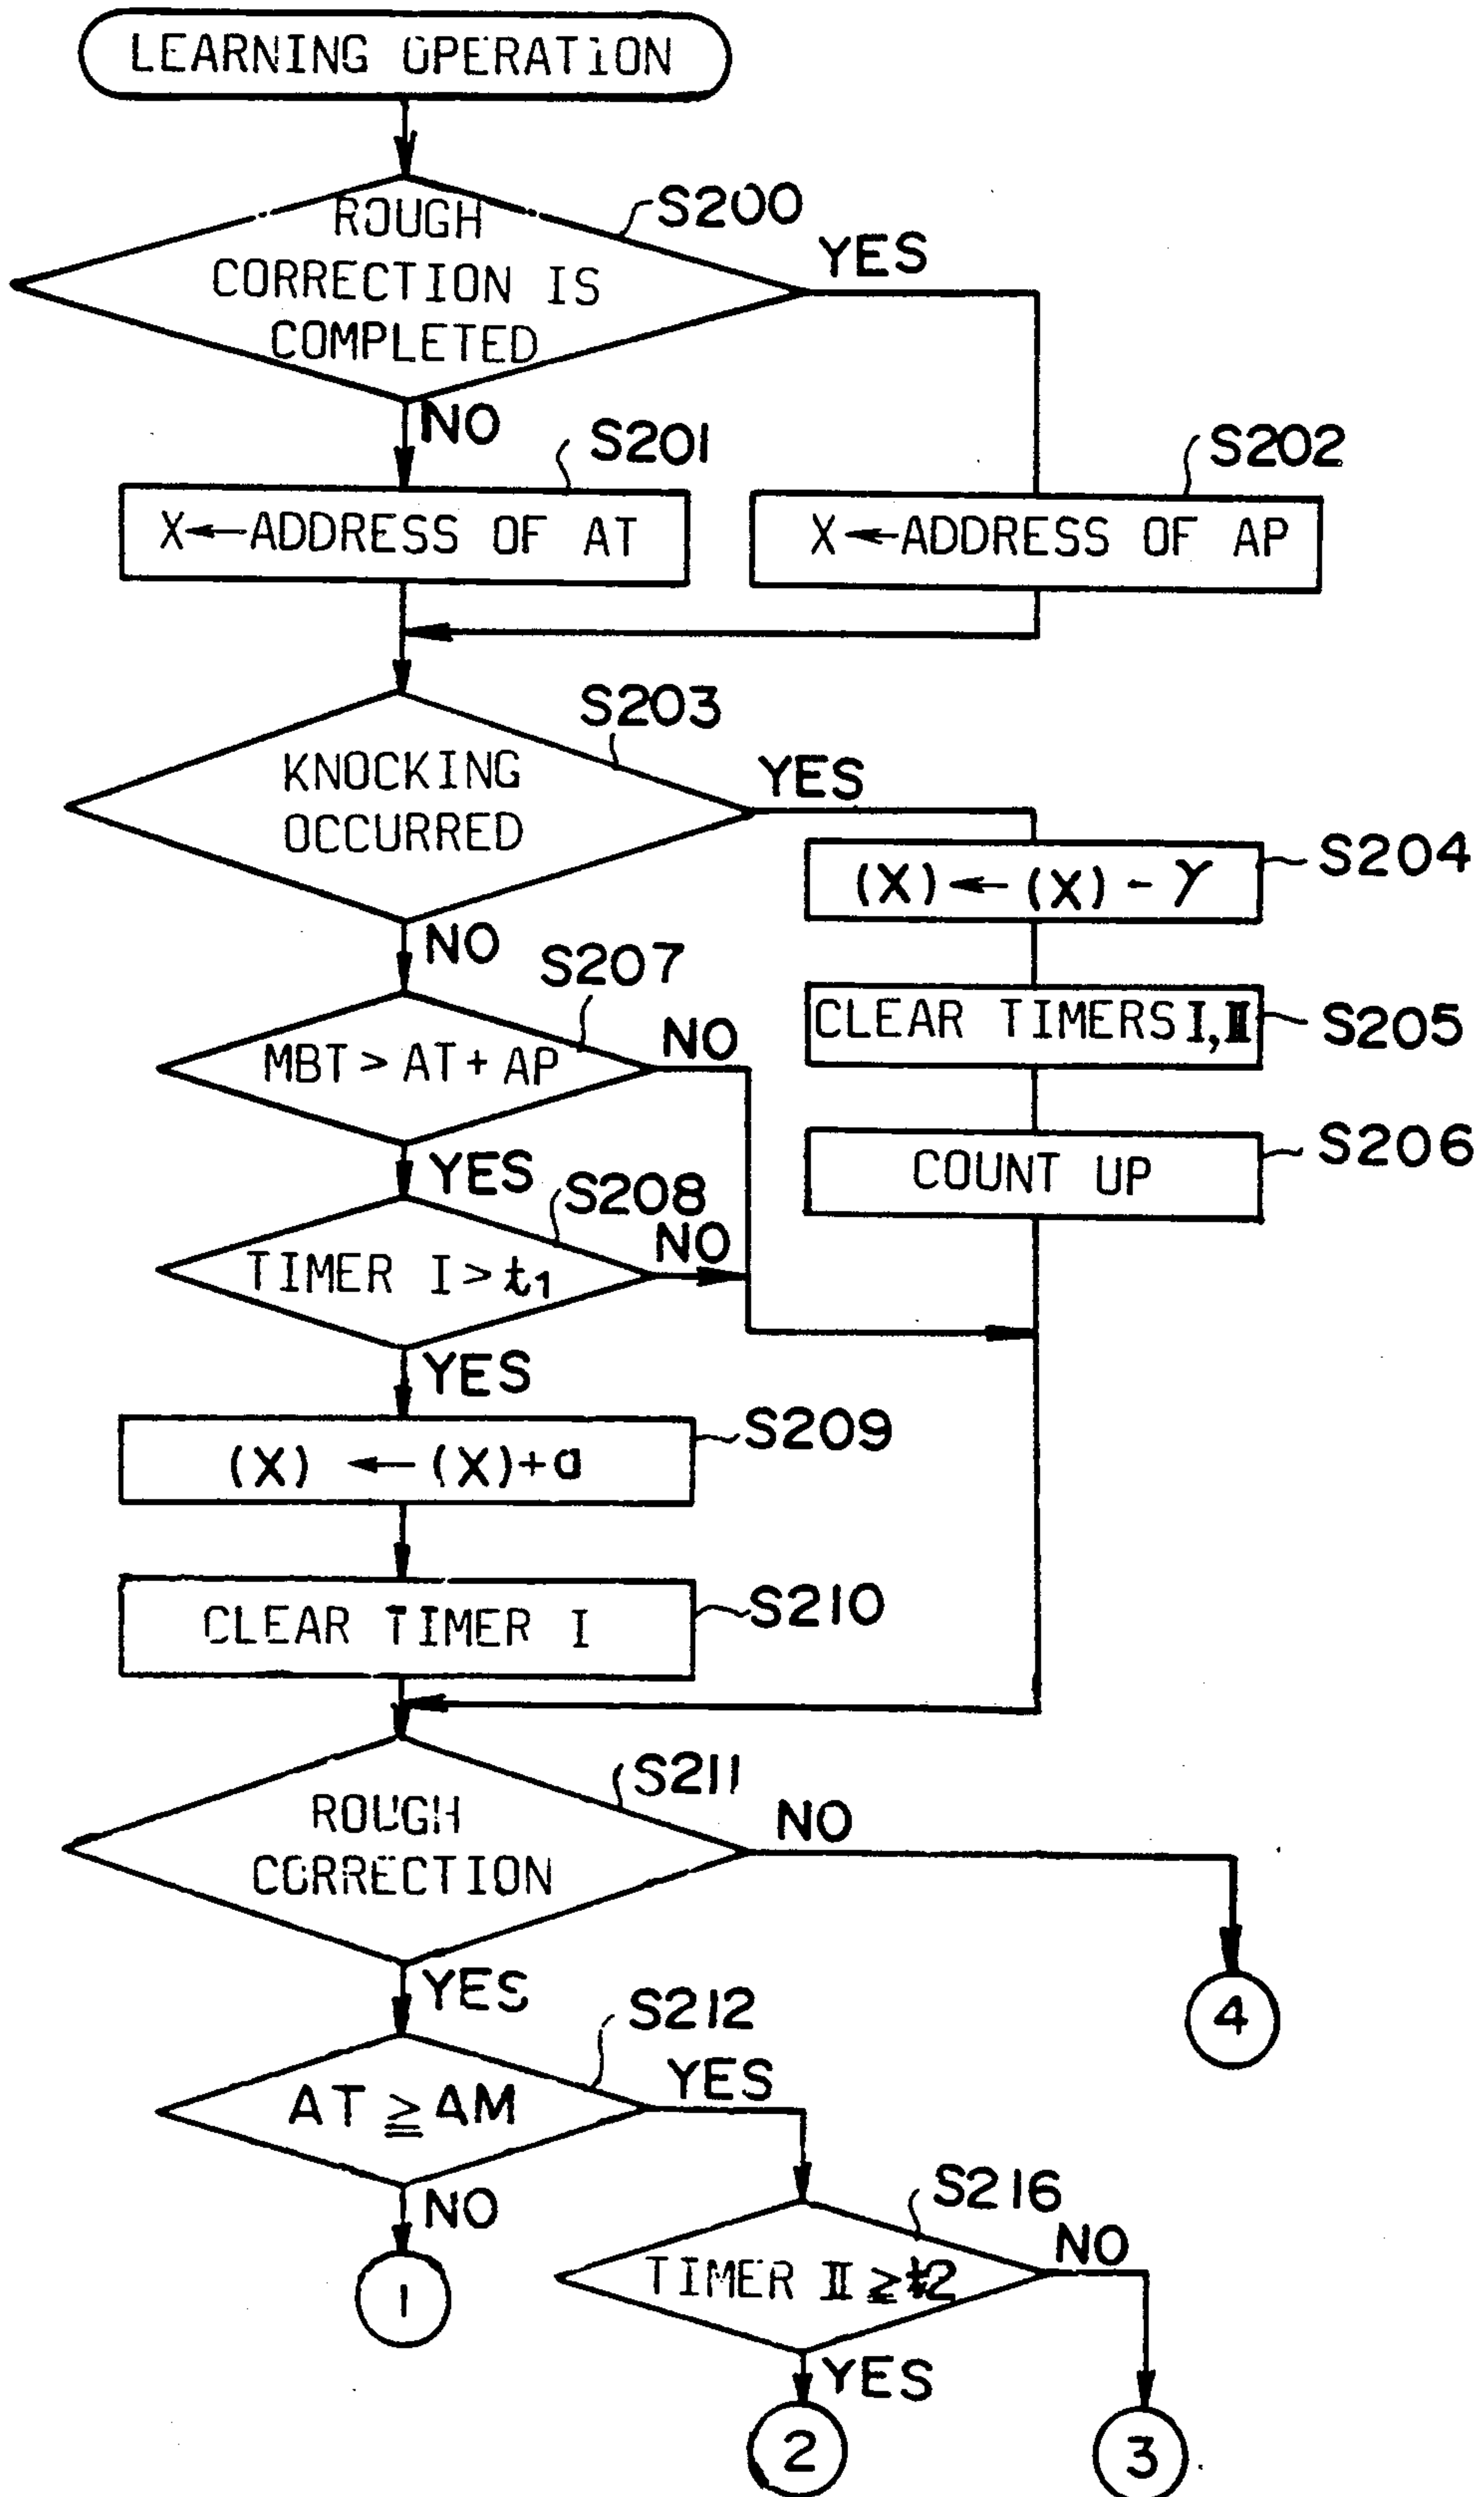 LEARNING OPERATION
ROUGH
CORRECTION IS
COMPLETED
S200
YES
NO
S201
X←ADDRESS OF AT
S202
X←ADDRESS OF AP
KNOCKING
OCCURRED
S203
YES
(X)←(X)-γ
S204
CLEAR TIMERS I,II
S205
COUNT UP
S206
NO
S207
MBT > AT + AP
NO
YES
S208
TIMER I > t1
NO
YES
(X) ← (X)+a
S209
CLEAR TIMER I
S210
ROUGH
CORRECTION
S211
NO
4
YES
S212
AT ≧ AM
YES
NO
1
S216
TIMER II ≥ t2
NO
YES
2
3